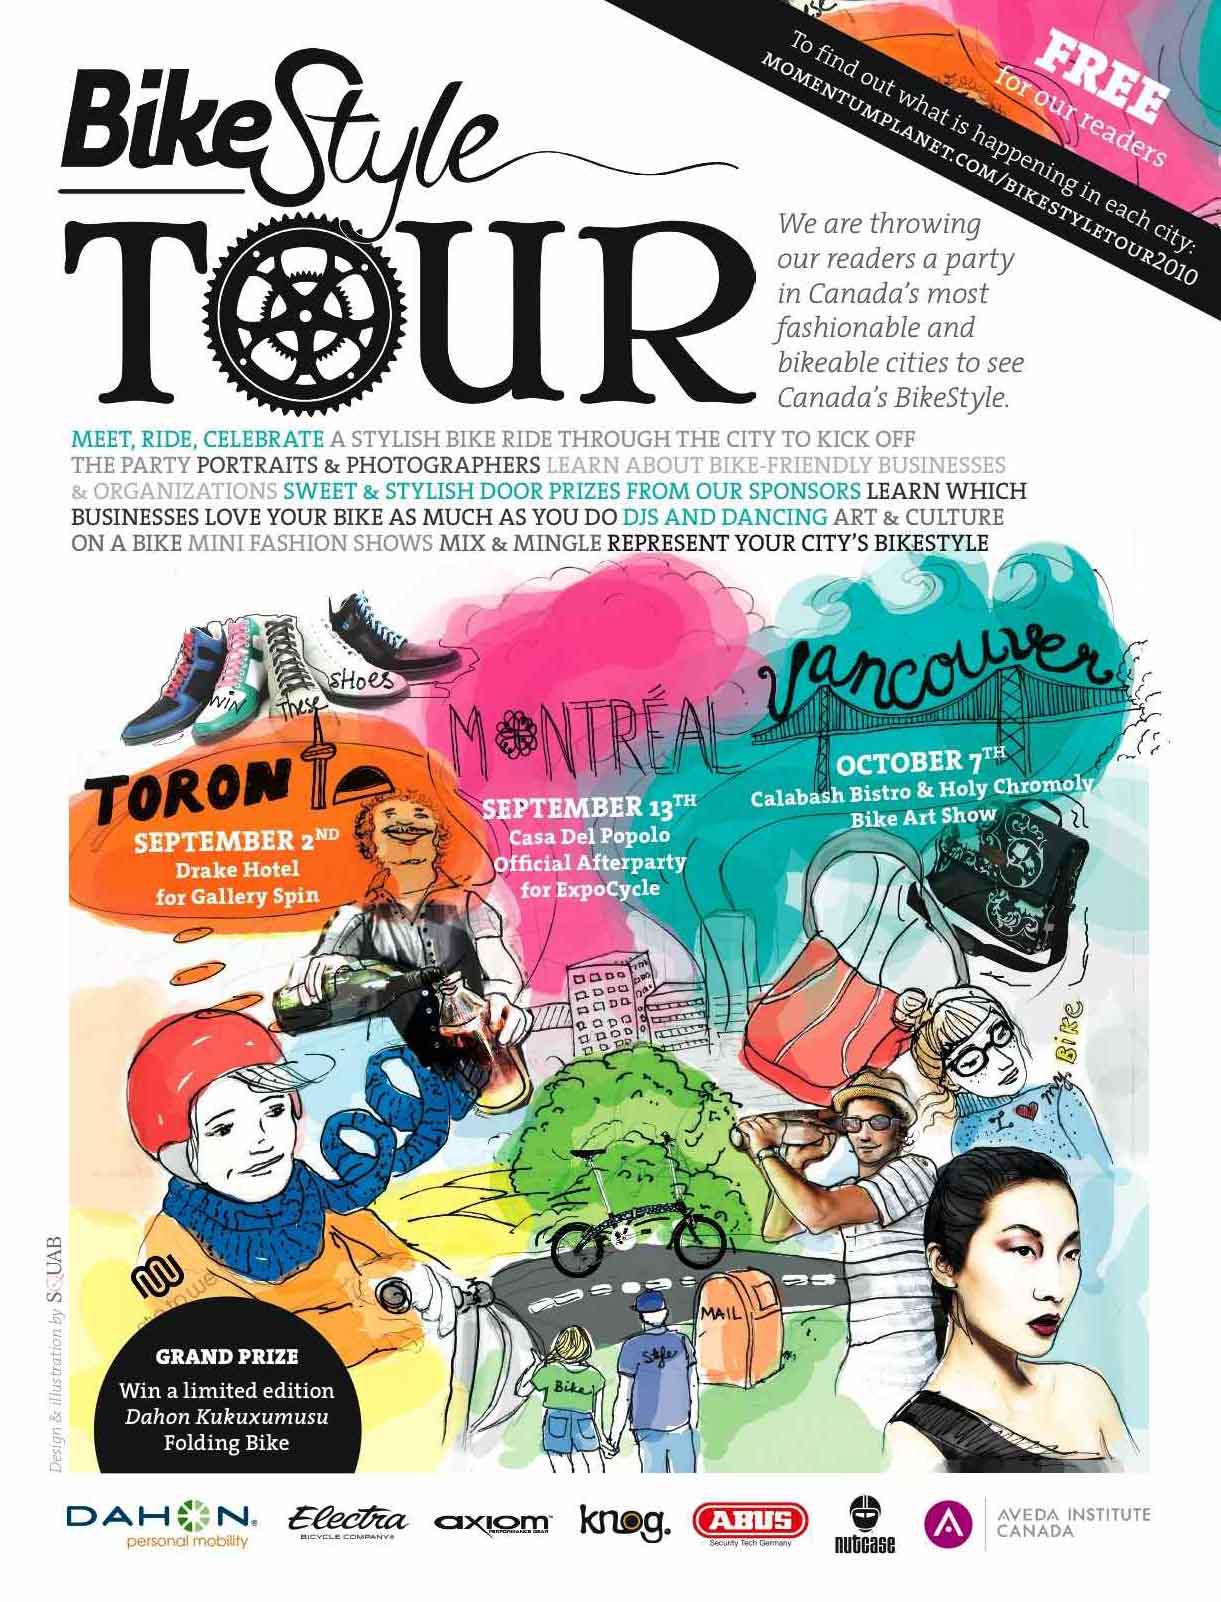 FREE
for our readers
To find out what is happening in each city:
MOMENTUMPLANET.COM/BIKESTYLETOUR2010
BikeStyle
TOUR
We are throwing
our readers a party
in Canada's most
fashionable and
bikeable cities to see
Canada's BikeStyle.
MEET, RIDE, CELEBRATE A STYLISH BIKE RIDE THROUGH THE CITY TO KICK OFF
THE PARTY PORTRAITS & PHOTOGRAPHERS LEARN ABOUT BIKE-FRIENDLY BUSINESSES
& ORGANIZATIONS SWEET & STYLISH DOOR PRIZES FROM OUR SPONSORS LEARN WHICH
BUSINESSES LOVE YOUR BIKE AS MUCH AS YOU DO DJS AND DANCING ART & CULTURE
ON A BIKE MINI FASHION SHOWS MIX & MINGLE REPRESENT YOUR CITY'S BIKESTYLE
WIN These SHOES
TORONTO
SEPTEMBER 2ND
Drake Hotel
for Gallery Spin
MONTRÉAL
SEPTEMBER 13TH
Casa Del Popolo
Official Afterparty
for ExpoCycle
Vancouver
OCTOBER 7TH
Calabash Bistro & Holy Chromoly
Bike Art Show
I ♥ my Bike
MAIL
Bike
Style
GRAND PRIZE
Win a limited edition
Dahon Kukuxumusu
Folding Bike
Design & illustration by SQUAB
DAHON®
personal mobility
Electra
BICYCLE COMPANY®
axiom
PERFORMANCE GEAR
knog.
ABUS
Security Tech Germany
nutcase
AVEDA INSTITUTE
CANADA